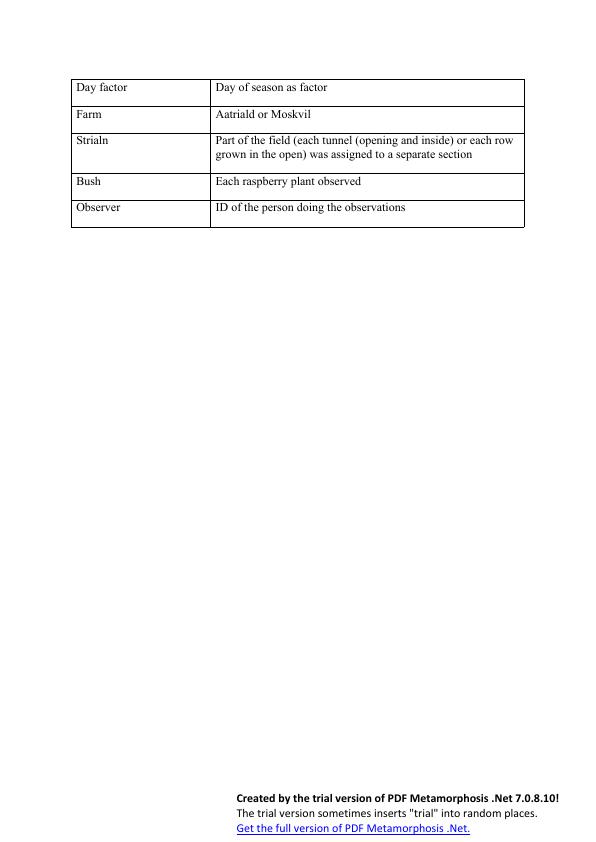 Day factor Day of season as factor
Farm Aatriald or Moskvil
Strialn Part of the field (each tunnel (opening and inside) or each row
grown in the open) was assigned to a separate section
Bush Each raspberry plant observed
Observer ID of the person doing the observations
Created by the trial version of PDF Metamorphosis .Net 7.0.8.10!
The trial version sometimes inserts "trial" into random places.
Get the full version of PDF Metamorphosis .Net.